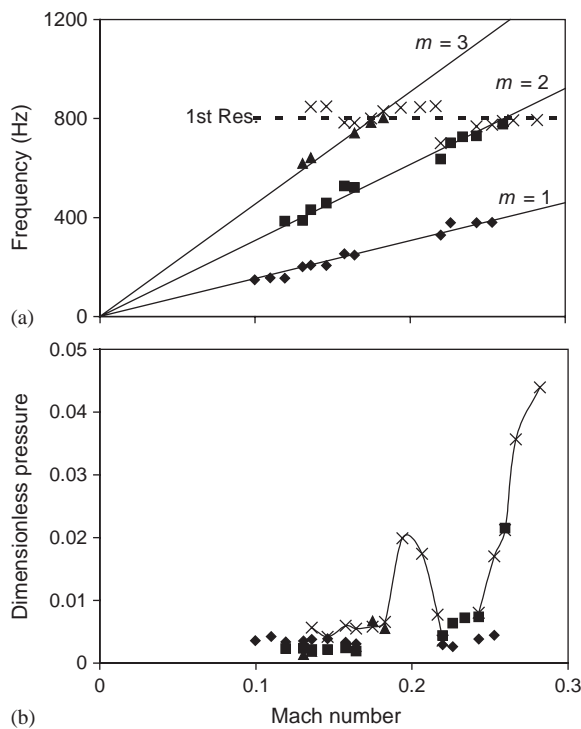 1200
800
400
0
Frequency (Hz)
m = 3
m = 2
1st Res.
m = 1
(a)
0.05
0.04
0.03
0.02
0.01
0
Dimensionless pressure
0
0.1
0.2
0.3
(b)
Mach number